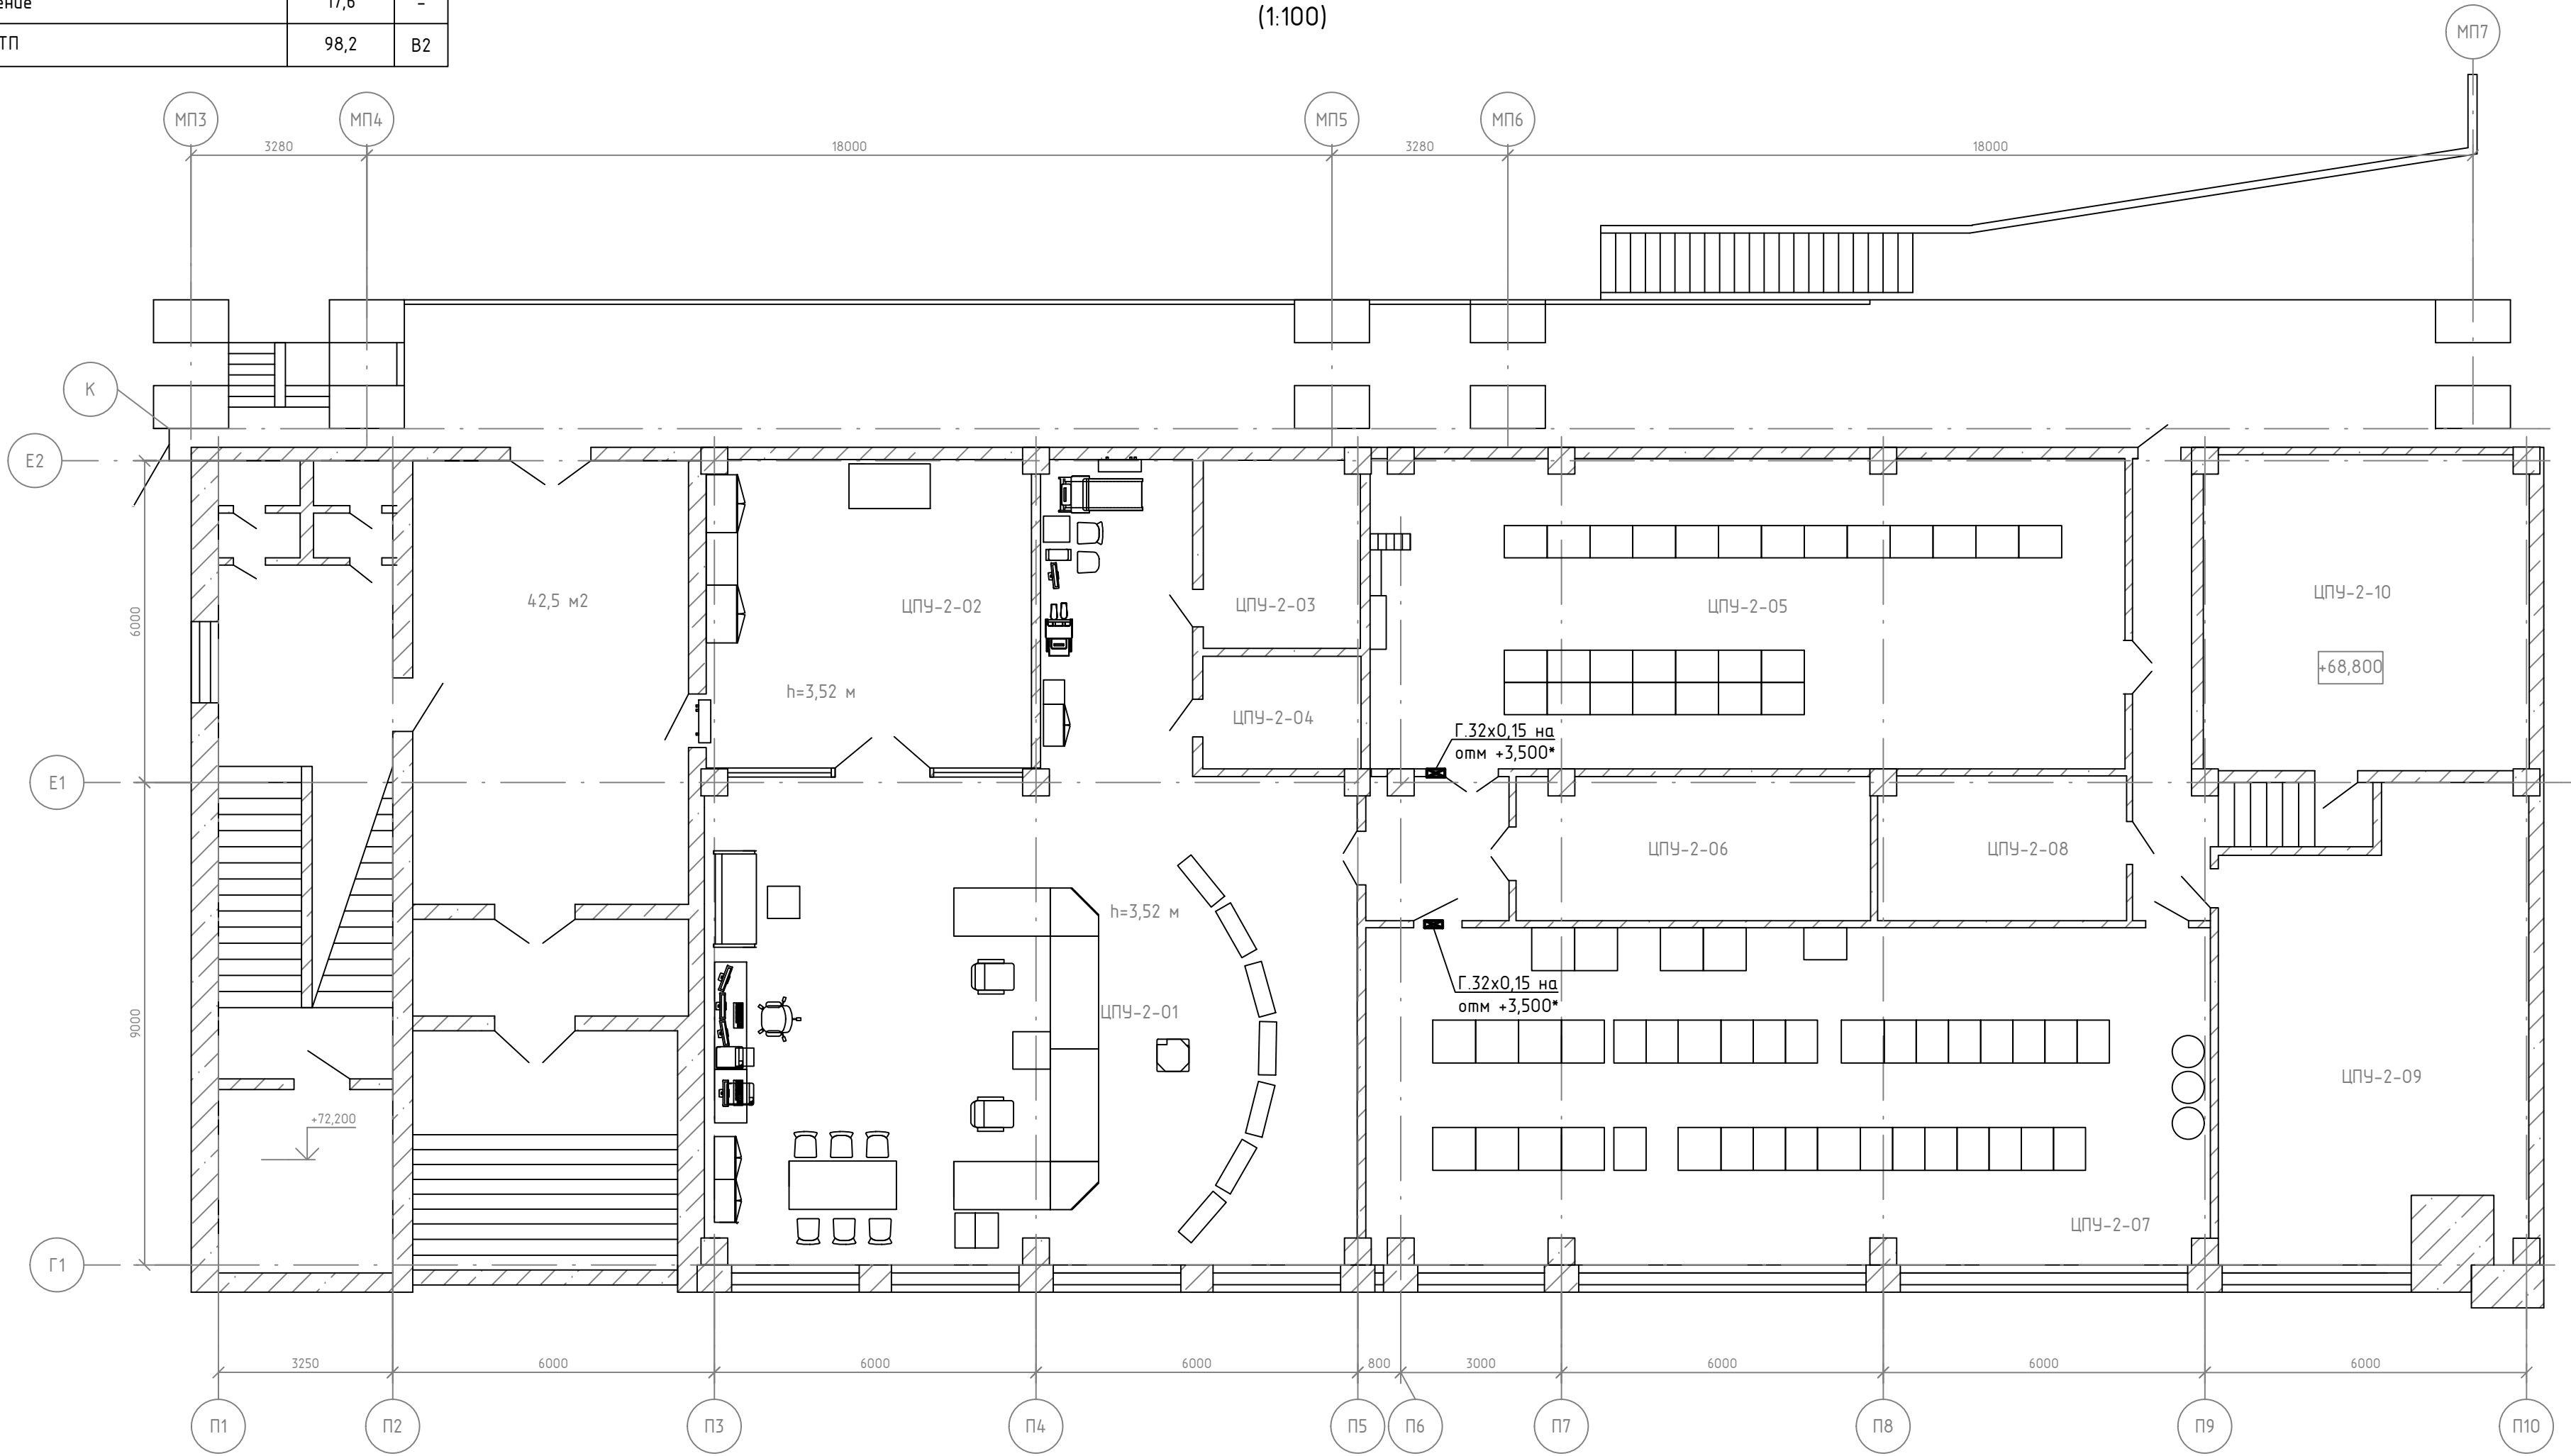 ение 17,6 -
ТП 98,2 В2
(1:100)
МП7
МП3 МП4 МП5 МП6
3280 18000 3280 18000
К
Е2
42,5 м2
ЦПУ-2-02
ЦПУ-2-03
ЦПУ-2-05
ЦПУ-2-10
6000
+68,800
h=3,52 м
ЦПУ-2-04
Г.32х0,15 на
отм +3,500*
Е1
ЦПУ-2-06
ЦПУ-2-08
h=3,52 м
Г.32х0,15 на
отм +3,500*
ЦПУ-2-01
9000
ЦПУ-2-09
+72,200
ЦПУ-2-07
Г1
3250 6000 6000 6000 800 3000 6000 6000 6000
П1 П2 П3 П4 П5 П6 П7 П8 П9 П10